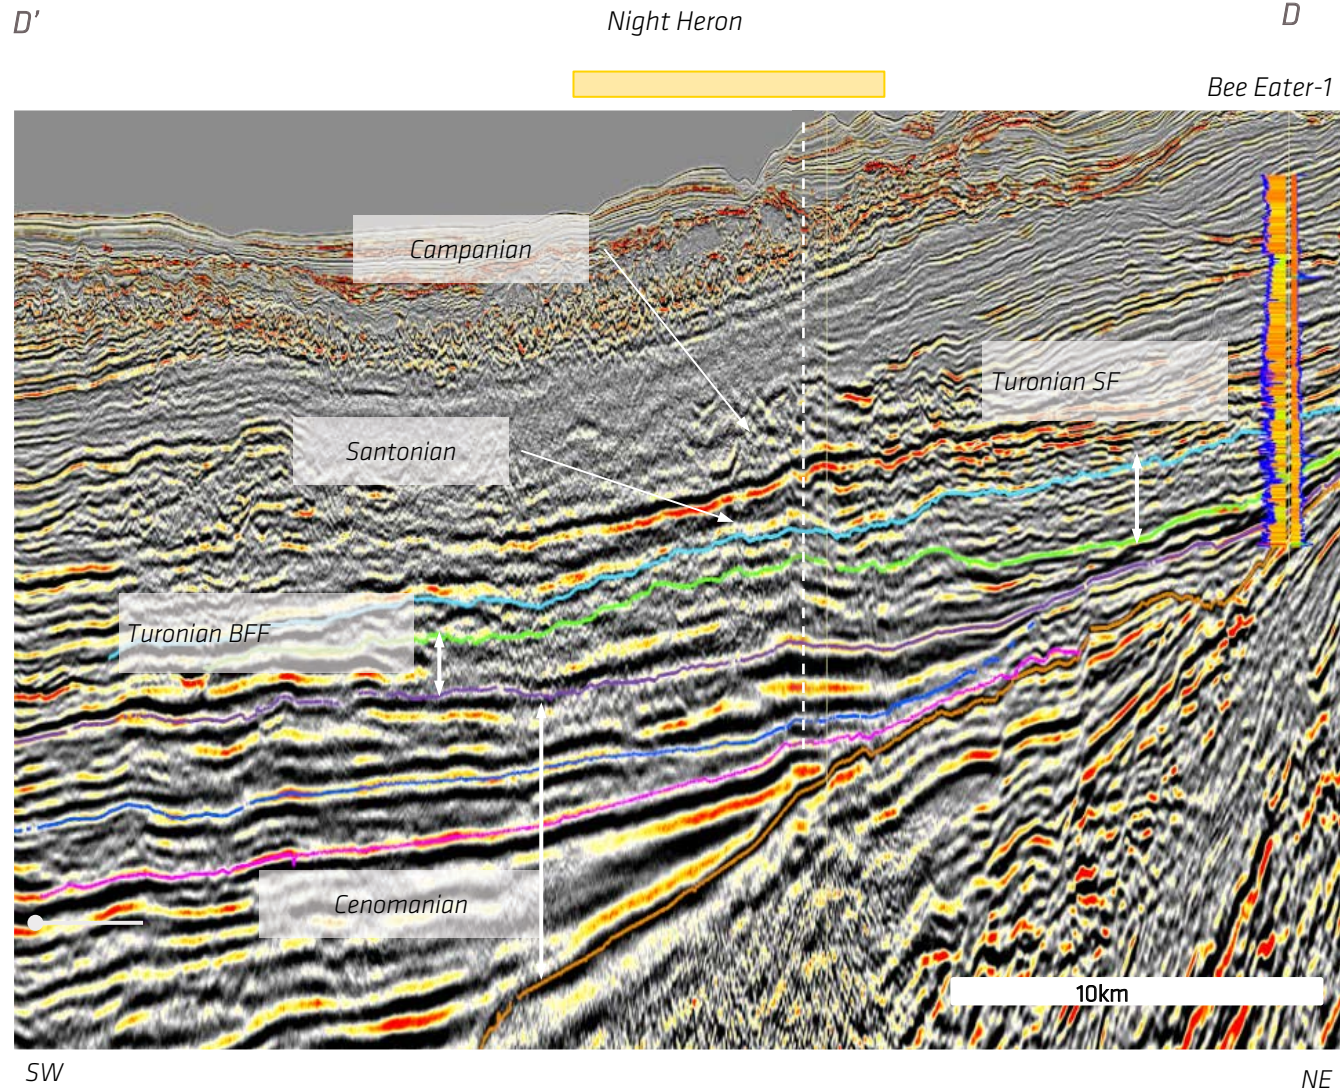 D’
Night Heron
D
Bee Eater-1
Campanian
Turonian SF
Santonian
Turonian BFF
Cenomanian
10km
SW
NE